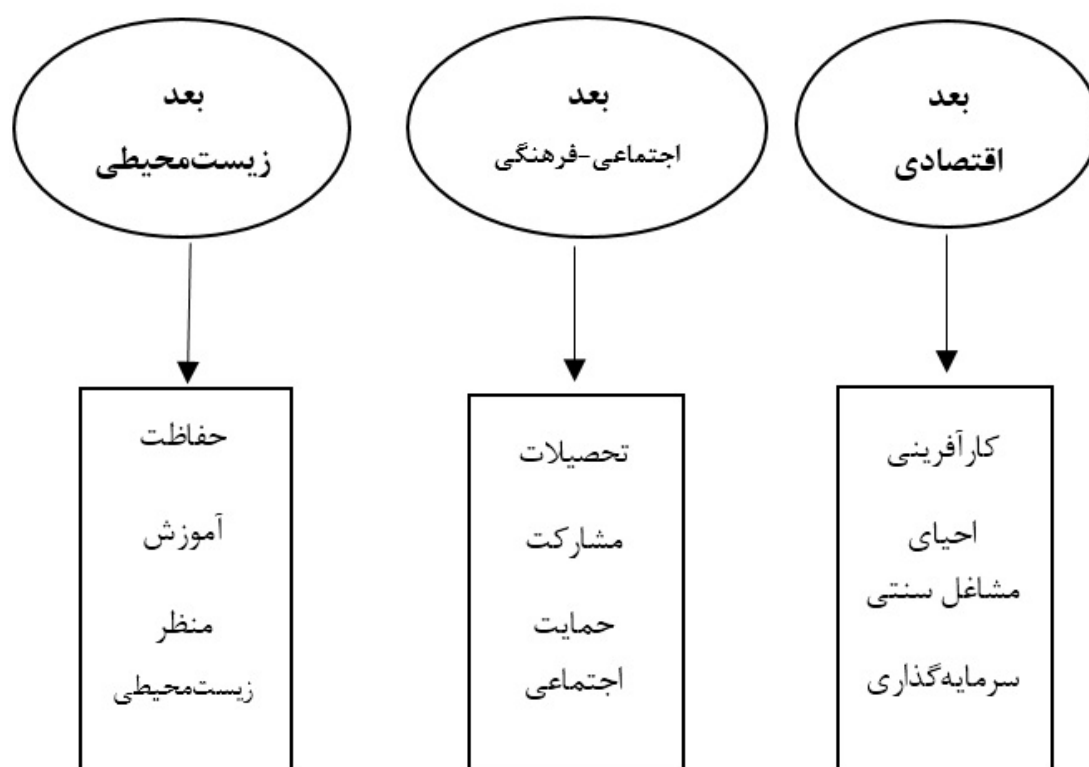 بعد
اقتصادی
بعد
اجتماعی-فرهنگی
بعد
زیست‌محیطی
کارآفرینی
احیای
مشاغل سنتی
سرمایه‌گذاری
تحصیلات
مشارکت
حمایت
اجتماعی
حفاظت
آموزش
منظر
زیست‌محیطی